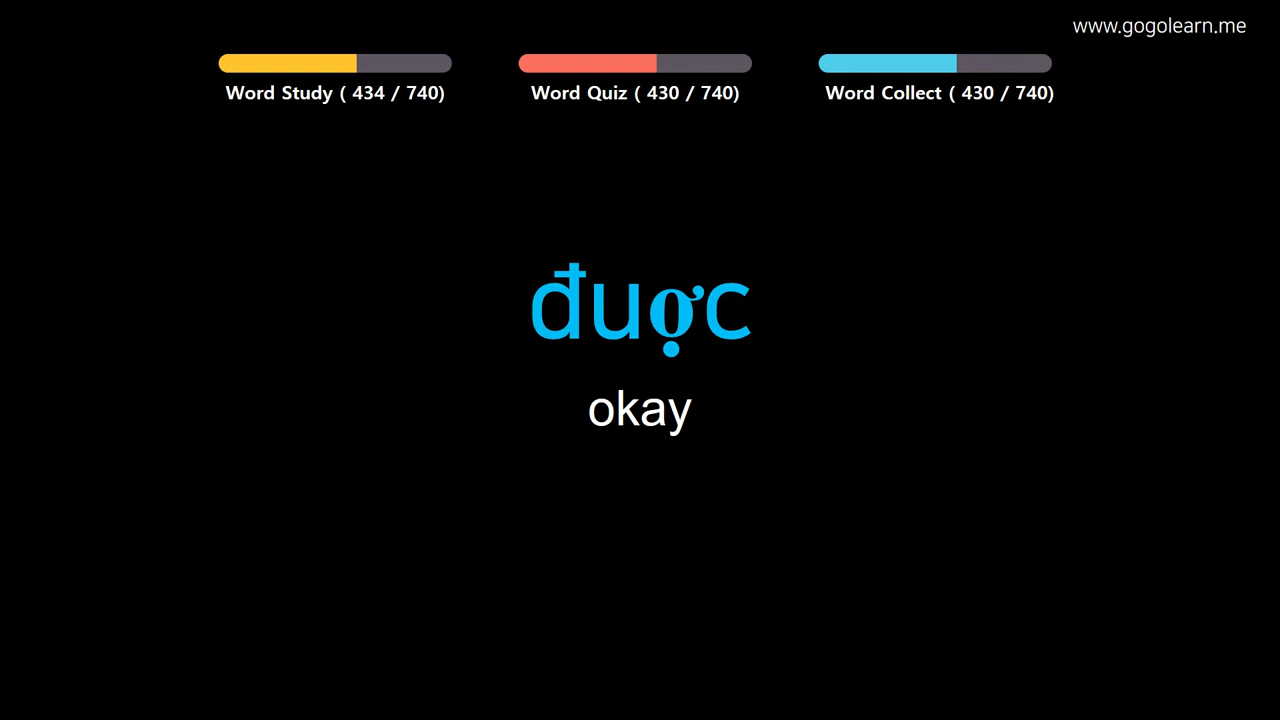 www.gogolearn.me
Word Study ( 434 / 740)
Word Quiz ( 430 / 740)
Word Collect ( 430 / 740)
đuợc
okay